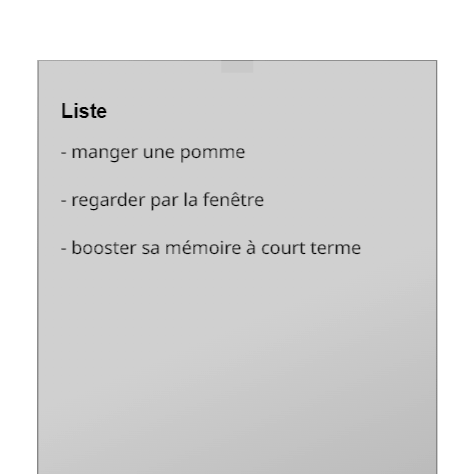 Liste
- manger une pomme
- regarder par la fenêtre
- booster sa mémoire à court terme